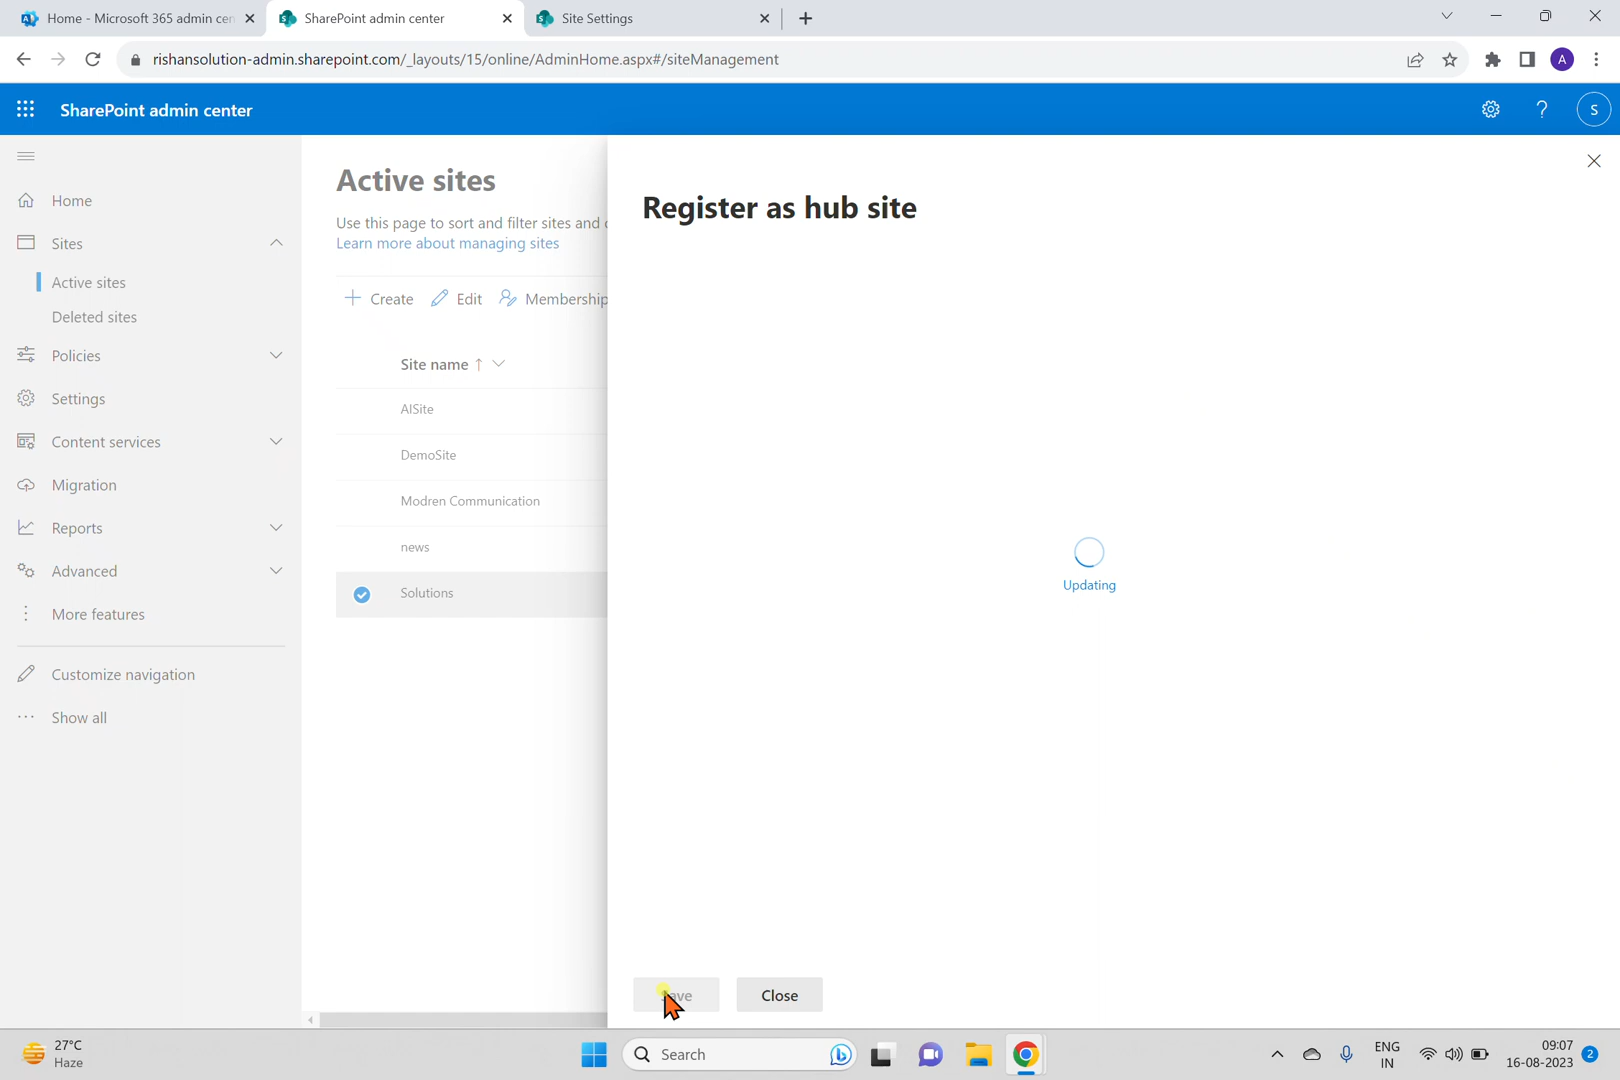 Home - Microsoft 365 admin cen
SharePoint admin center
Site Settings
rishansolution-admin.sharepoint.com/_layouts/15/online/AdminHome.aspx#/siteManagement
A
SharePoint admin center
?
S
Home
Sites
Active sites
Deleted sites
Policies
Settings
Content services
Migration
Reports
Advanced
More features
Customize navigation
Show all
Active sites
Use this page to sort and filter sites and
Learn more about managing sites
Create
Edit
Membership
Site name
AISite
DemoSite
Modren Communication
news
Solutions
Register as hub site
Updating
Save
Close
27°C
Haze
Search
ENG
IN
09:07
16-08-2023
2